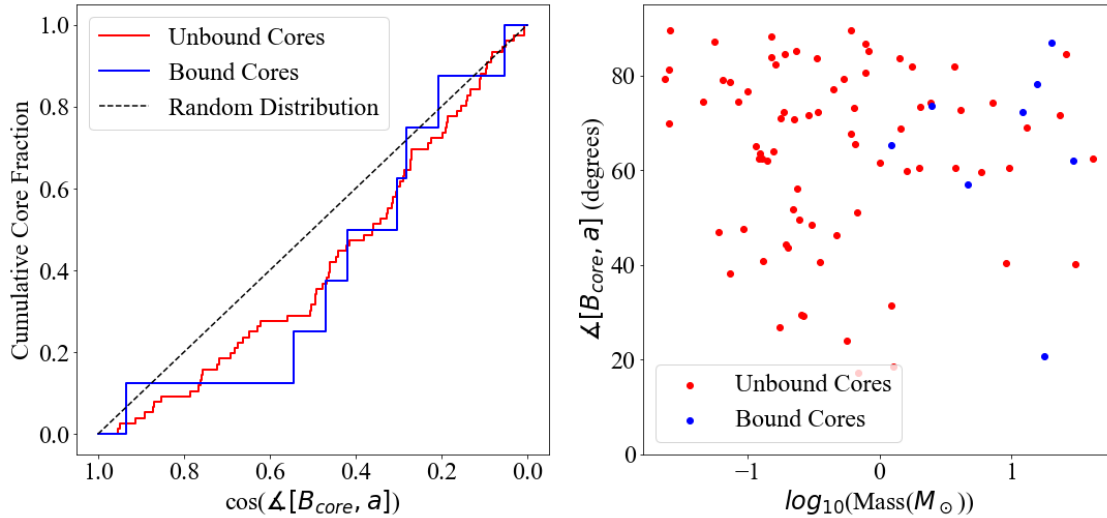 1.0
0.8
0.6
0.4
0.2
0.0
Cumulative Core Fraction
Unbound Cores
Bound Cores
Random Distribution
1.0 0.8 0.6 0.4 0.2 0.0
cos(∡[B_core, a])
80
60
40
20
0
∡[B_core, a] (degrees)
Unbound Cores
Bound Cores
−1 0 1
log₁₀(Mass(M_⊙))